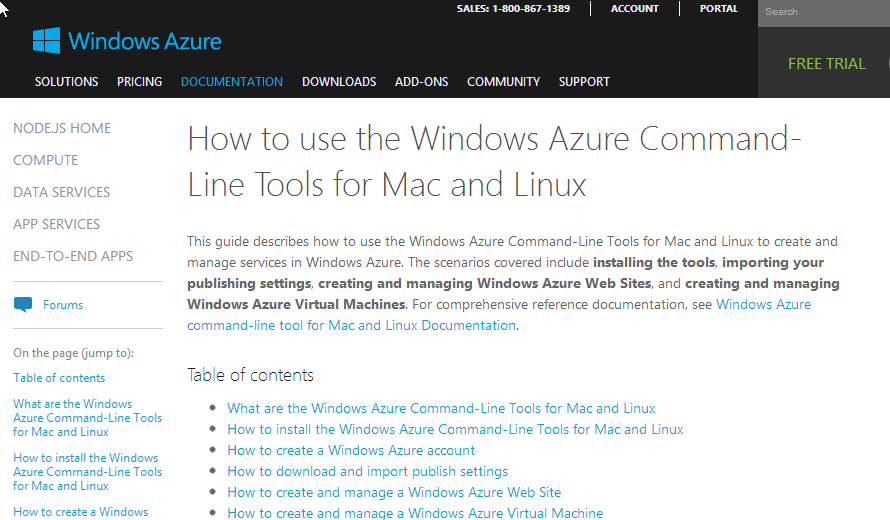 SALES: 1-800-867-1389 ACCOUNT PORTAL Search
Windows Azure
FREE TRIAL
SOLUTIONS PRICING DOCUMENTATION DOWNLOADS ADD-ONS COMMUNITY SUPPORT
NODE.JS HOME
COMPUTE
DATA SERVICES
APP SERVICES
END-TO-END APPS
Forums
On the page (jump to):
Table of contents
What are the Windows
Azure Command-Line Tools
for Mac and Linux
How to install the Windows
Azure Command-Line Tools
for Mac and Linux
How to create a Windows
How to use the Windows Azure Command-
Line Tools for Mac and Linux
This guide describes how to use the Windows Azure Command-Line Tools for Mac and Linux to create and
manage services in Windows Azure. The scenarios covered include installing the tools, importing your
publishing settings, creating and managing Windows Azure Web Sites, and creating and managing
Windows Azure Virtual Machines. For comprehensive reference documentation, see Windows Azure
command-line tool for Mac and Linux Documentation.
Table of contents
What are the Windows Azure Command-Line Tools for Mac and Linux
How to install the Windows Azure Command-Line Tools for Mac and Linux
How to create a Windows Azure account
How to download and import publish settings
How to create and manage a Windows Azure Web Site
How to create and manage a Windows Azure Virtual Machine